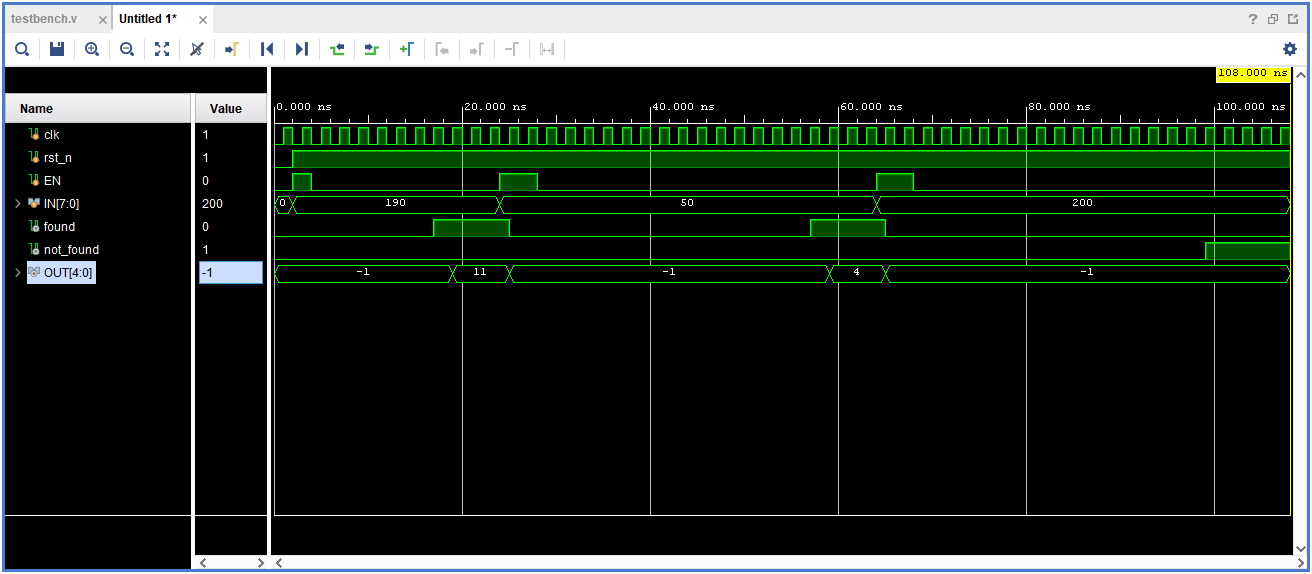 testbench.v × Untitled 1* ×
?
108.000 ns
Name Value
0.000 ns 20.000 ns 40.000 ns 60.000 ns 80.000 ns 100.000 ns
clk 1
rst_n 1
EN 0
IN[7:0] 200 0 190 50 200
found 0
not_found 1
OUT[4:0] -1 -1 11 -1 4 -1